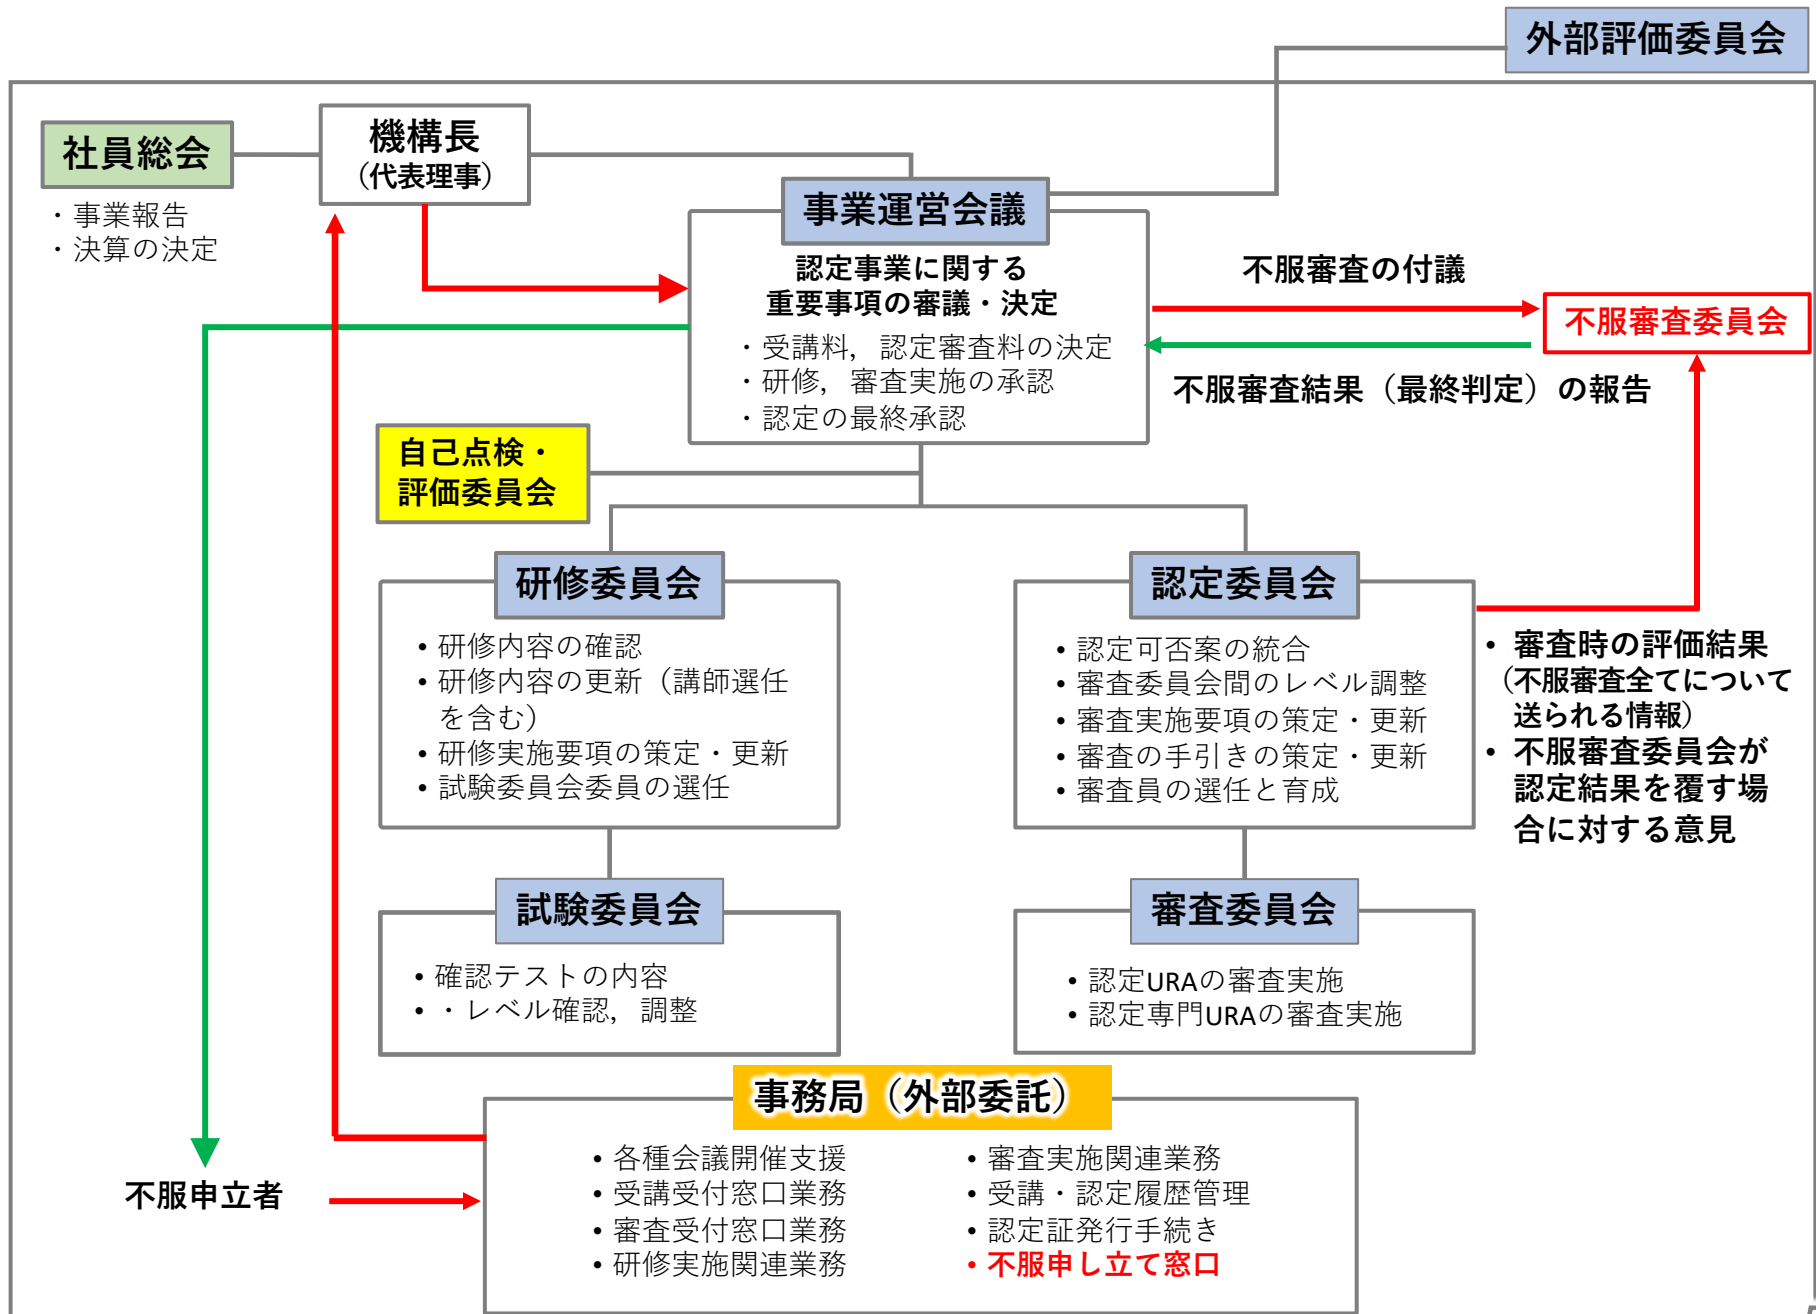 外部評価委員会
社員総会
・事業報告
・決算の決定
機構長
（代表理事）
事業運営会議
認定事業に関する
重要事項の審議・決定
・受講料，認定審査料の決定
・研修，審査実施の承認
・認定の最終承認
不服審査の付議
不服審査委員会
不服審査結果（最終判定）の報告
自己点検・
評価委員会
研修委員会
• 研修内容の確認
• 研修内容の更新（講師選任
を含む）
• 研修実施要項の策定・更新
• 試験委員会委員の選任
認定委員会
• 認定可否案の統合
• 審査委員会間のレベル調整
• 審査実施要項の策定・更新
• 審査の手引きの策定・更新
• 審査員の選任と育成
• 審査時の評価結果
（不服審査全てについて
送られる情報）
• 不服審査委員会が
認定結果を覆す場
合に対する意見
試験委員会
• 確認テストの内容
• ・レベル確認，調整
審査委員会
• 認定URAの審査実施
• 認定専門URAの審査実施
事務局（外部委託）
• 各種会議開催支援
• 受講受付窓口業務
• 審査受付窓口業務
• 研修実施関連業務
• 審査実施関連業務
• 受講・認定履歴管理
• 認定証発行手続き
• 不服申し立て窓口
不服申立者